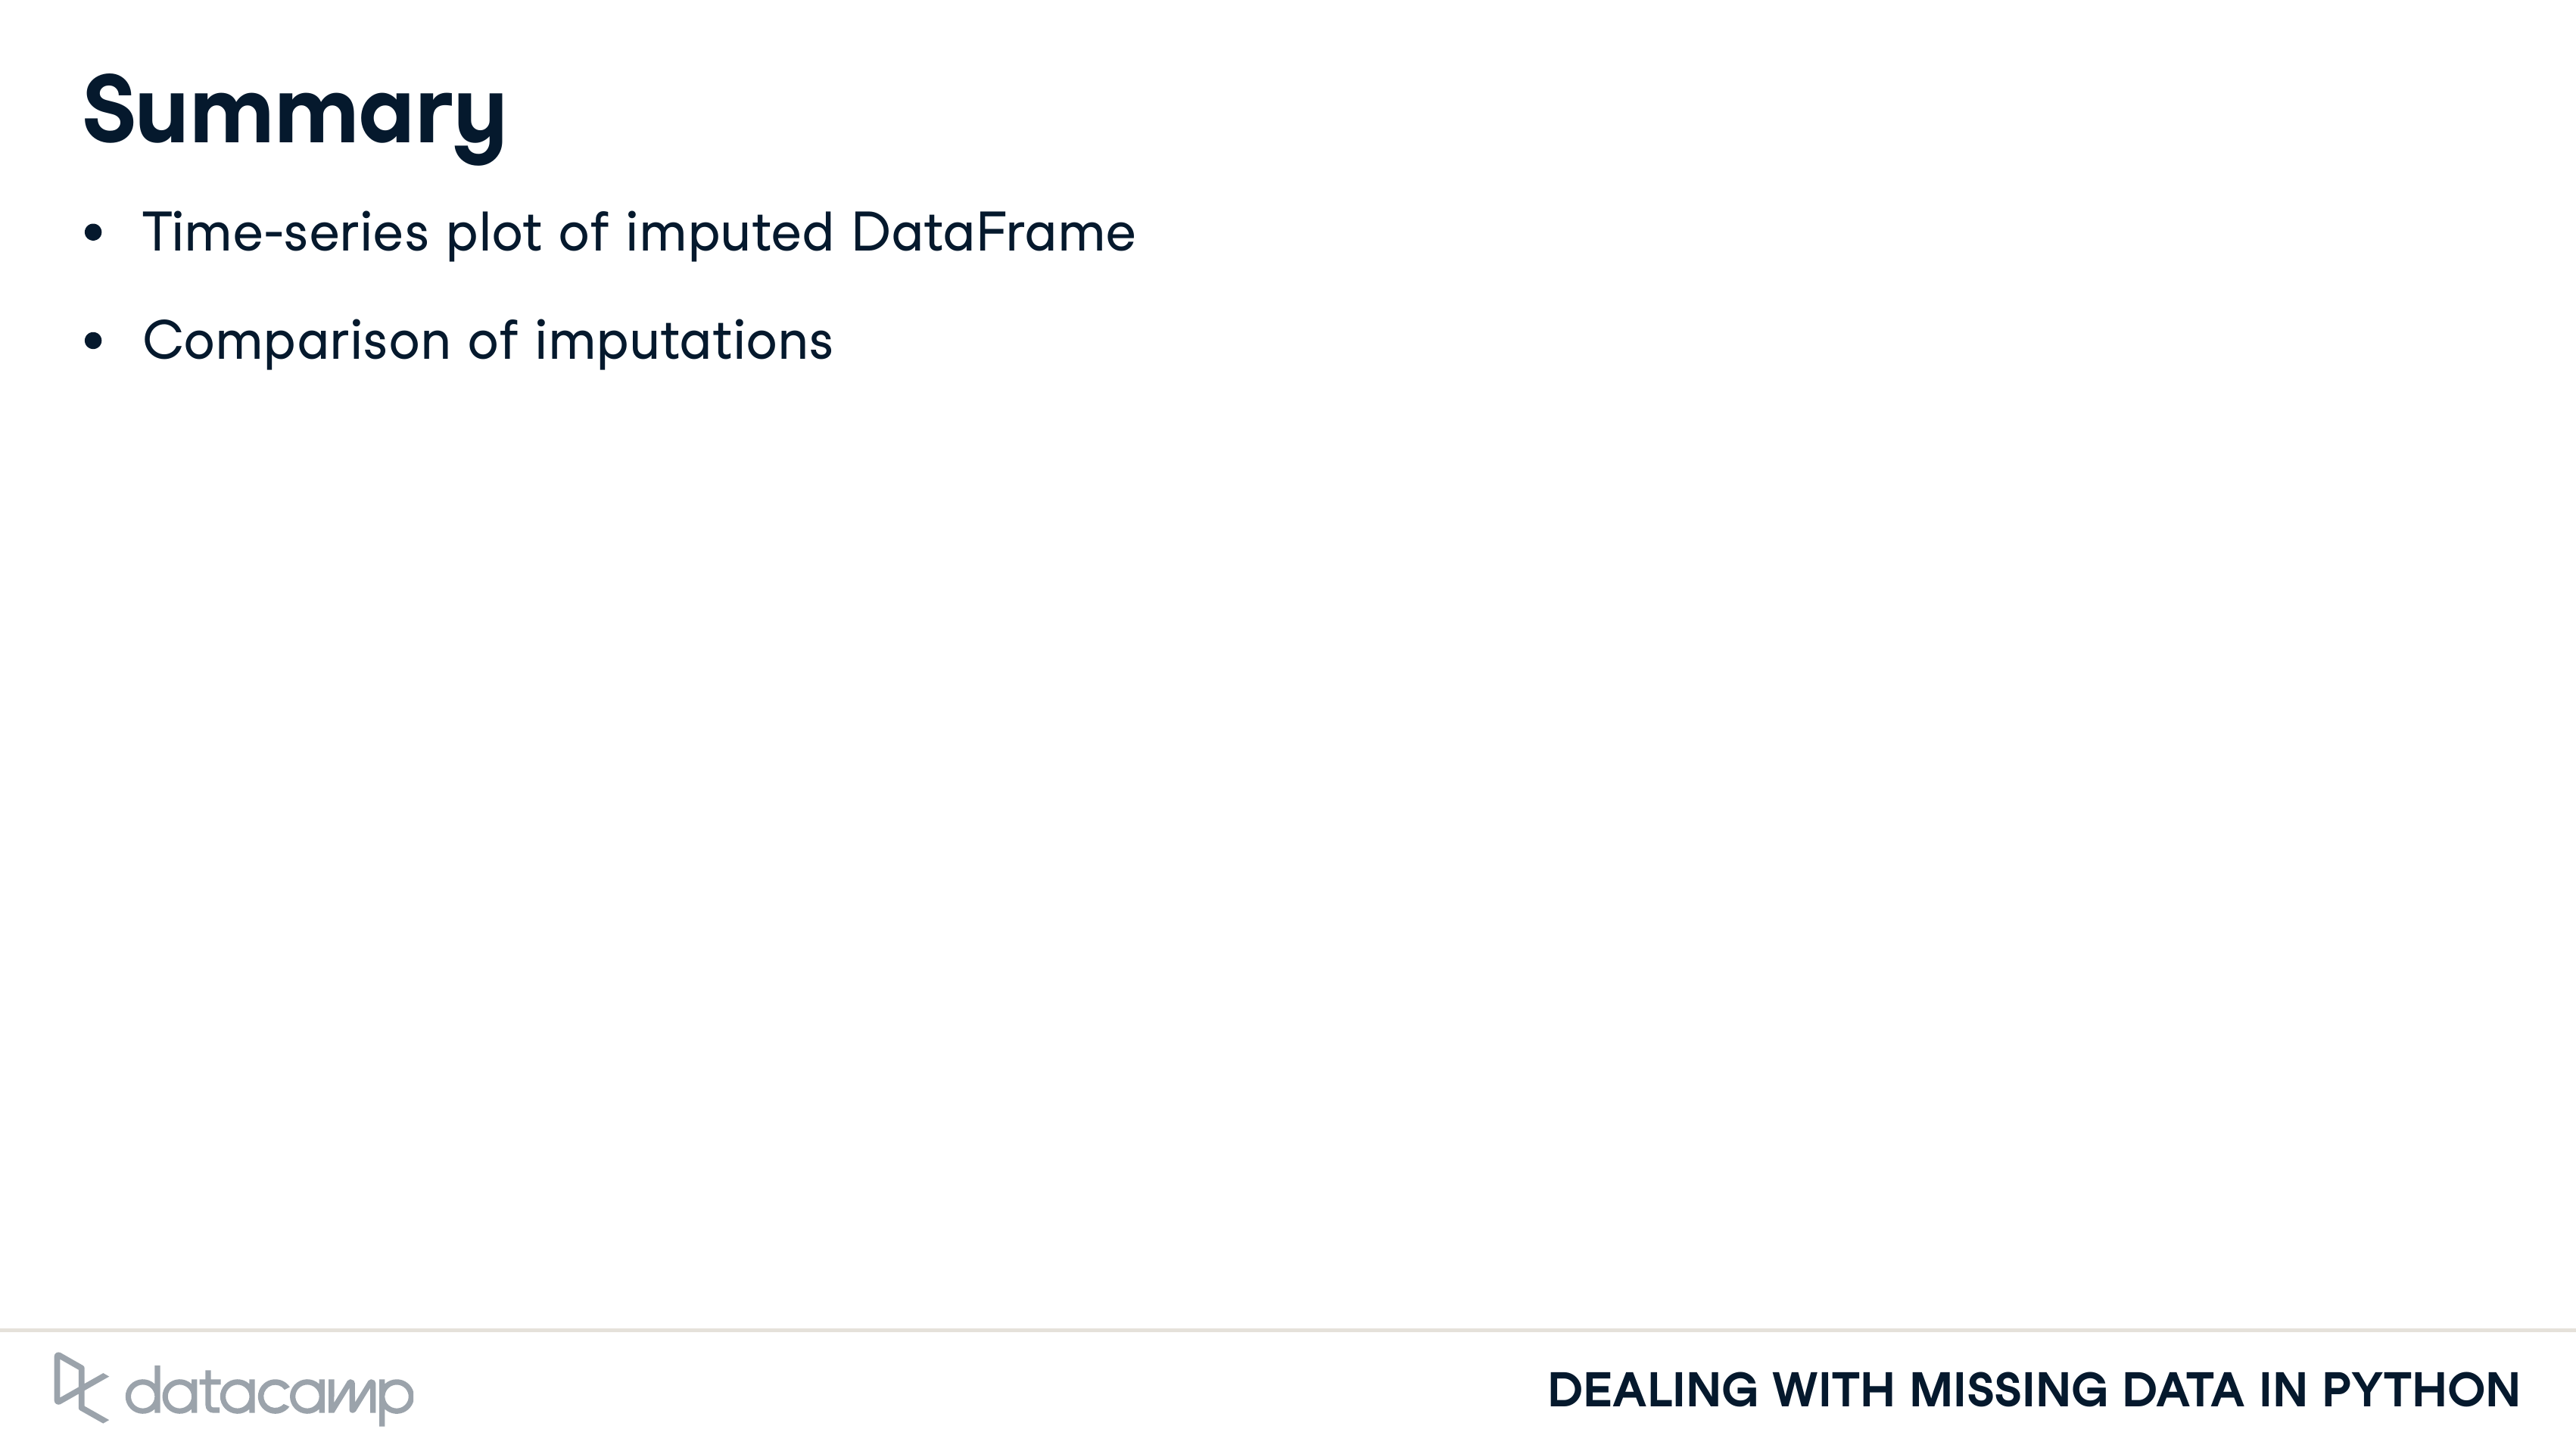 Summary
• Time-series plot of imputed DataFrame
• Comparison of imputations
datacamp
DEALING WITH MISSING DATA IN PYTHON